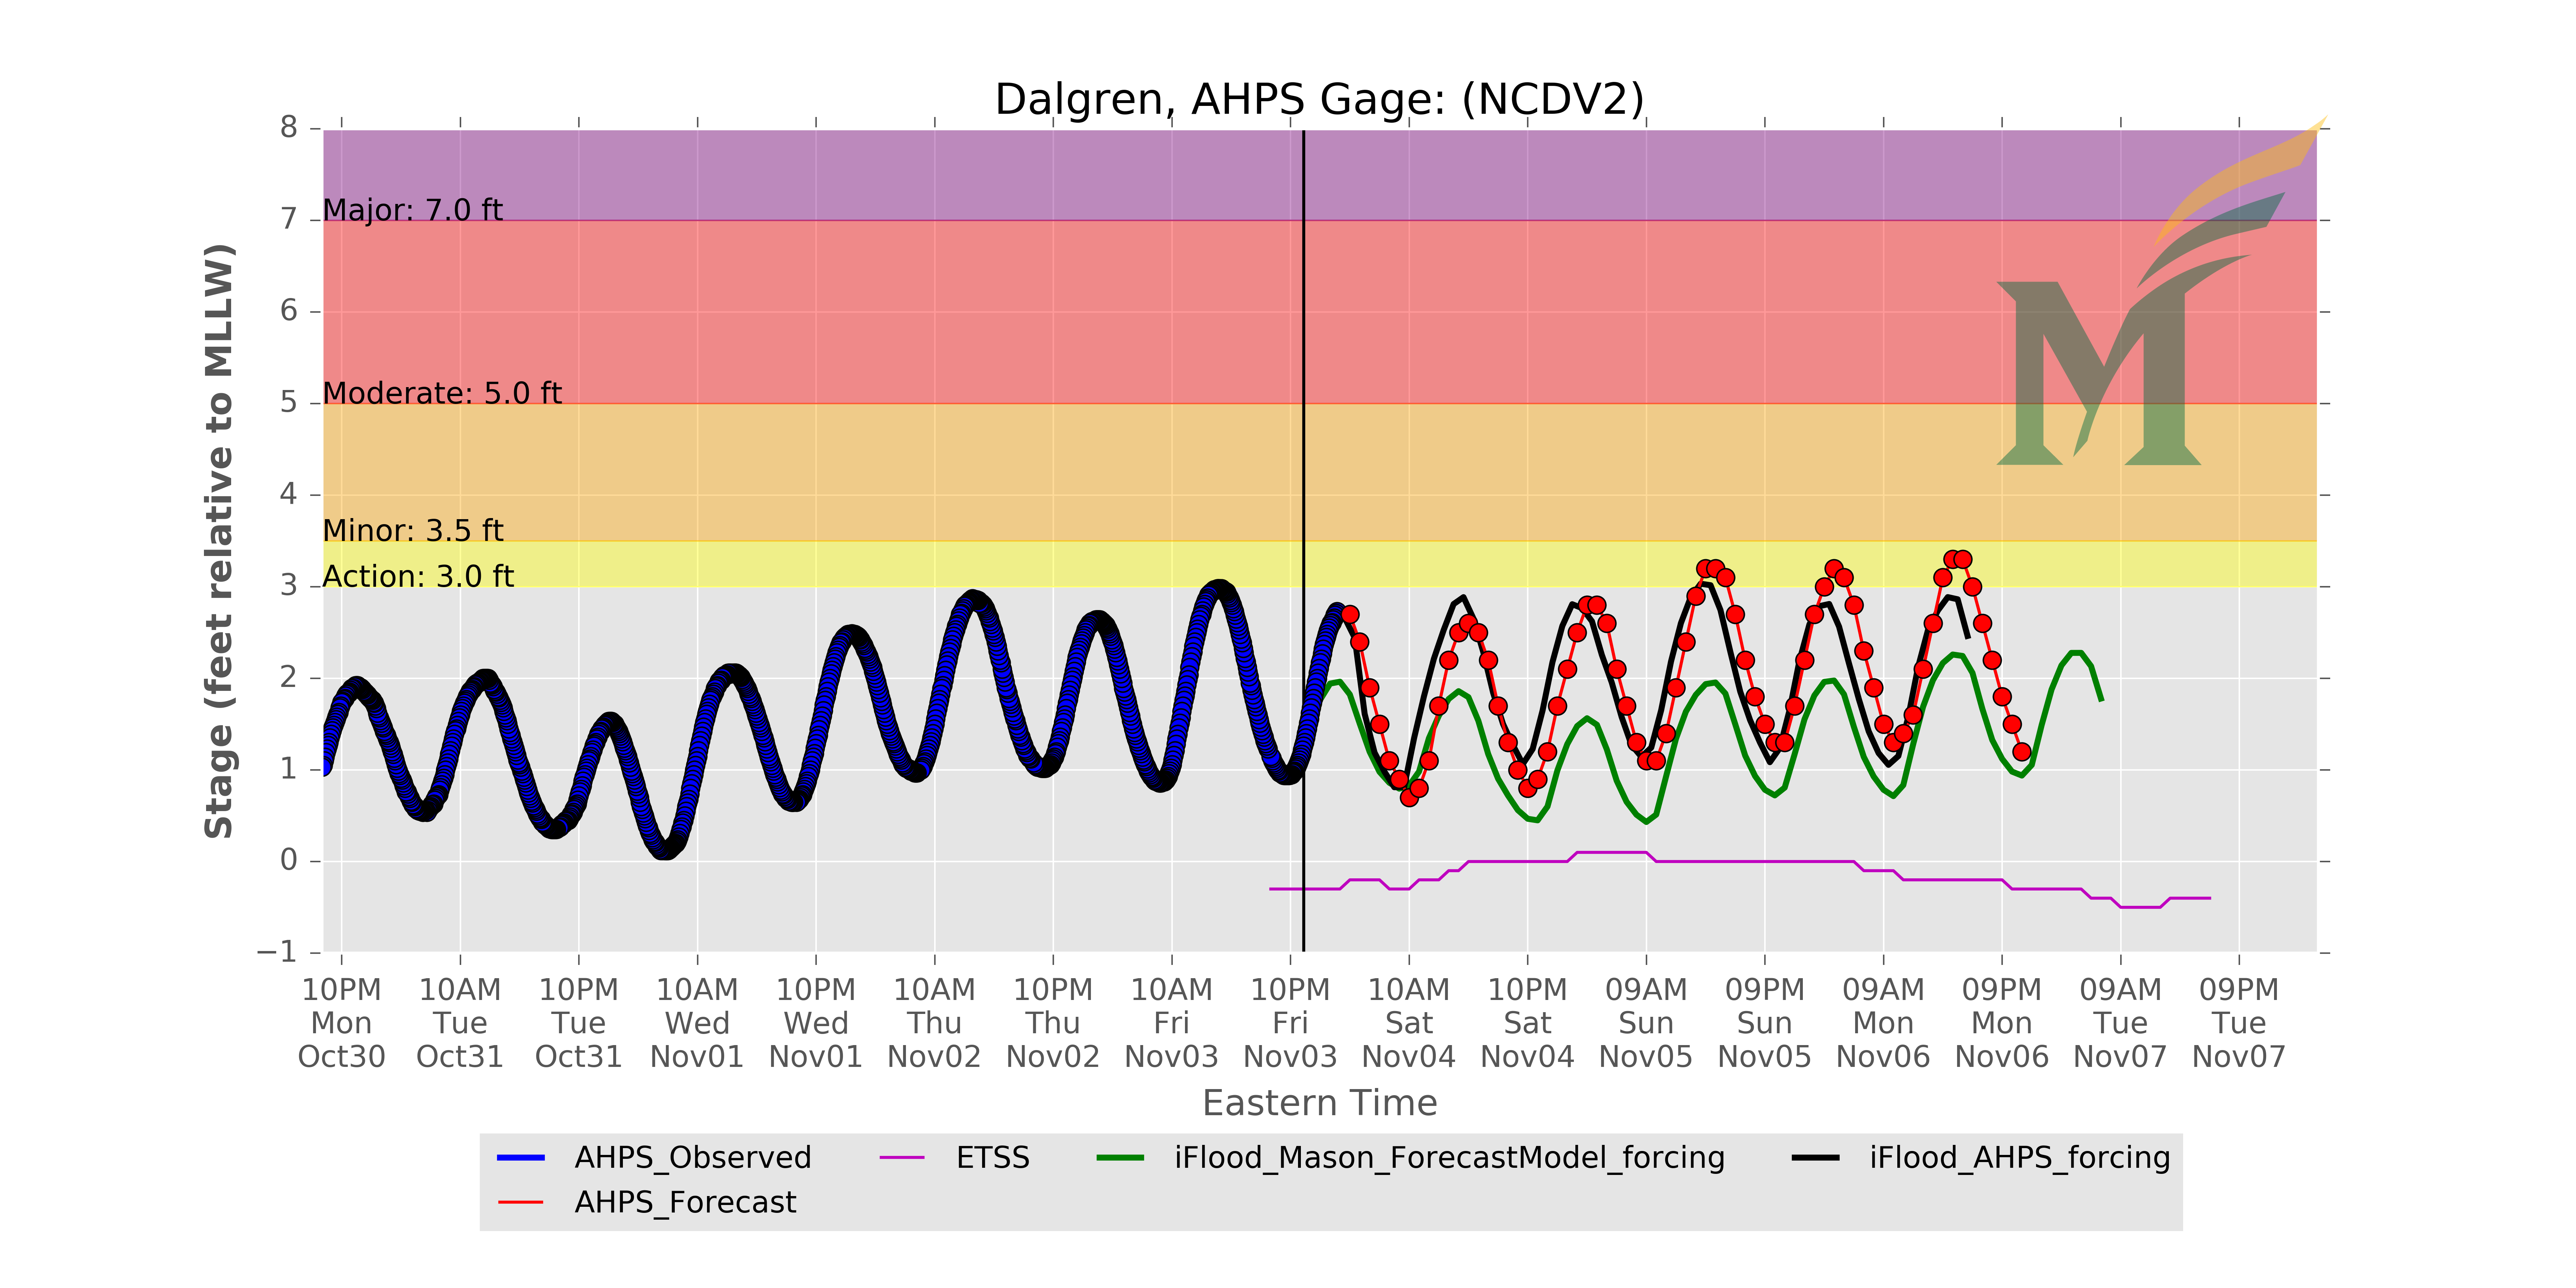 Dalgren, AHPS Gage: (NCDV2)
8
7
6
5
4
3
2
1
0
−1
Stage (feet relative to MLLW)
Major: 7.0 ft
Moderate: 5.0 ft
Minor: 3.5 ft
Action: 3.0 ft
10PM 10AM 10PM 10AM 10PM 10AM 10PM 10AM 10PM 10AM 10PM 09AM 09PM 09AM 09PM 09AM 09PM
Mon Tue Tue Wed Wed Thu Thu Fri Fri Sat Sat Sun Sun Mon Mon Tue Tue
Oct30 Oct31 Oct31 Nov01 Nov01 Nov02 Nov02 Nov03 Nov03 Nov04 Nov04 Nov05 Nov05 Nov06 Nov06 Nov07 Nov07
Eastern Time
AHPS_Observed ETSS iFlood_Mason_ForecastModel_forcing iFlood_AHPS_forcing
AHPS_Forecast
M